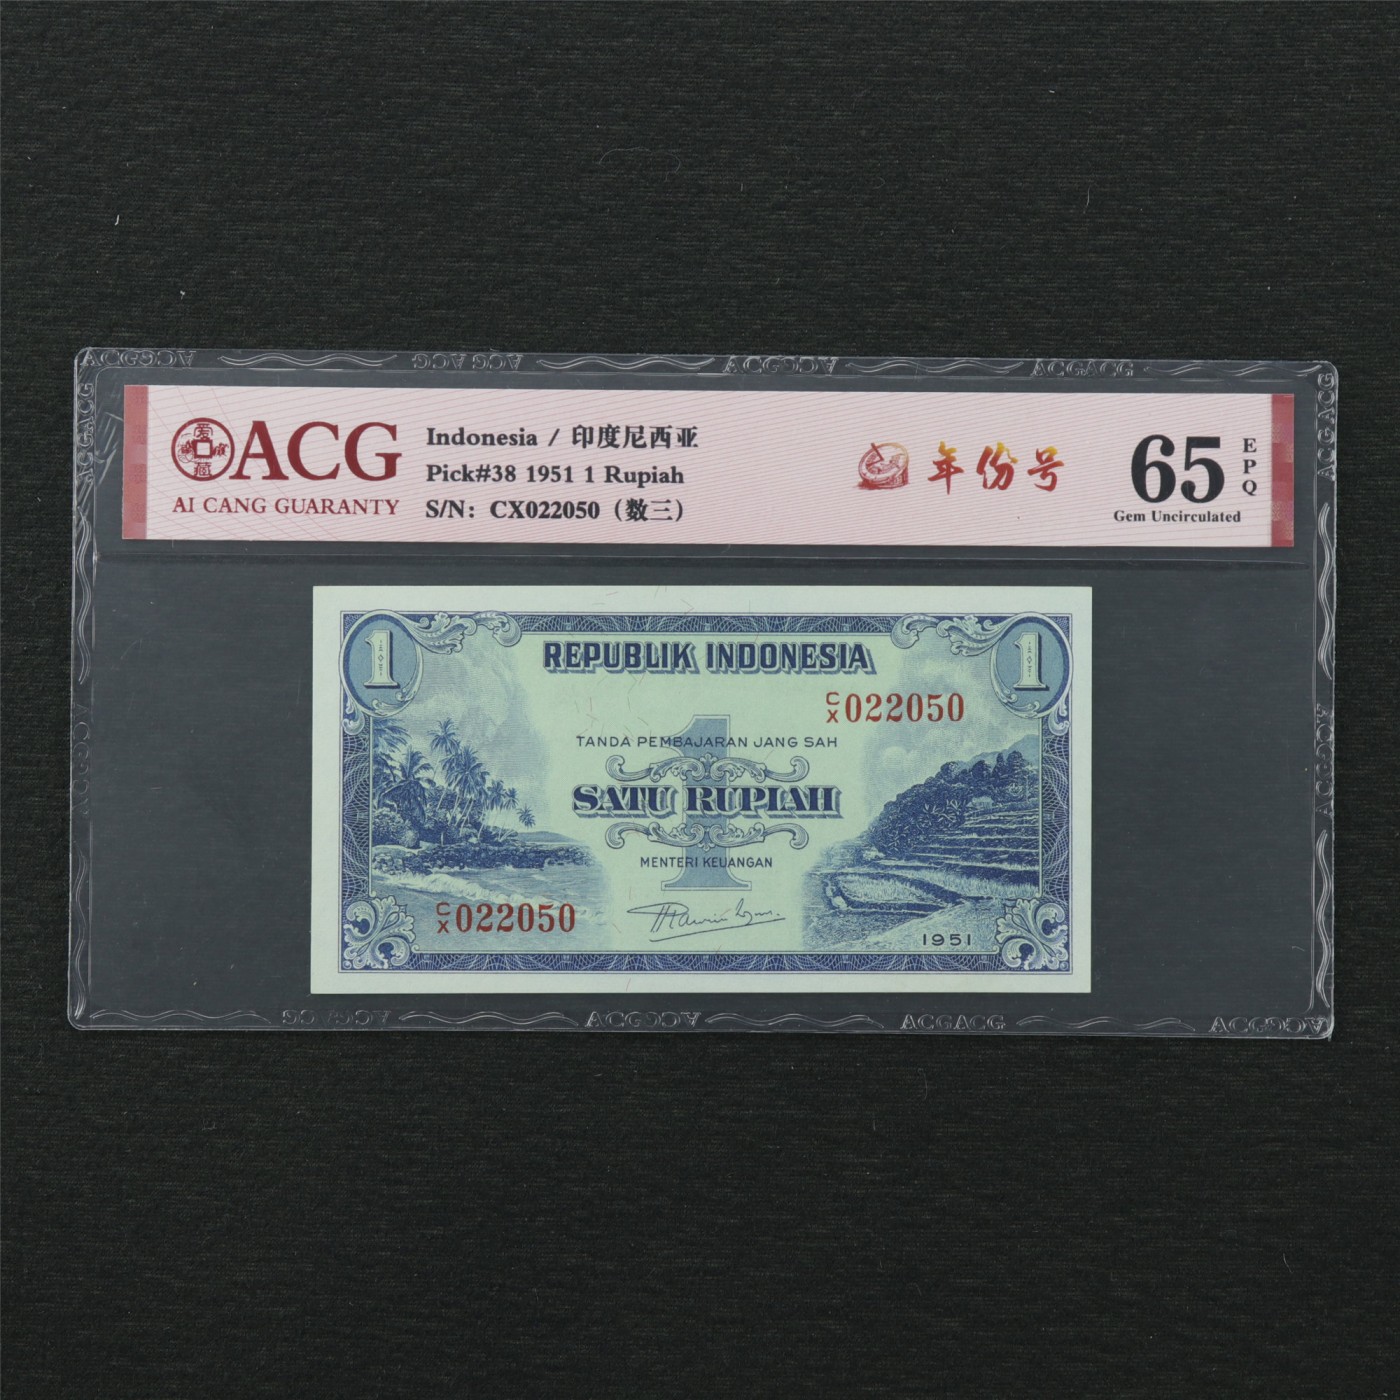 ACG
AI CANG GUARANTY
Indonesia / 印度尼西亚
Pick#38 1951 1 Rupiah
S/N: CX022050（数三）
年份号
65
EPQ
Gem Uncirculated
1
1
REPUBLIK INDONESIA
C/X 022050
TANDA PEMBAJARAN JANG SAH
1
SATU RUPIAH
MENTERI KEUANGAN
C/X 022050
1951